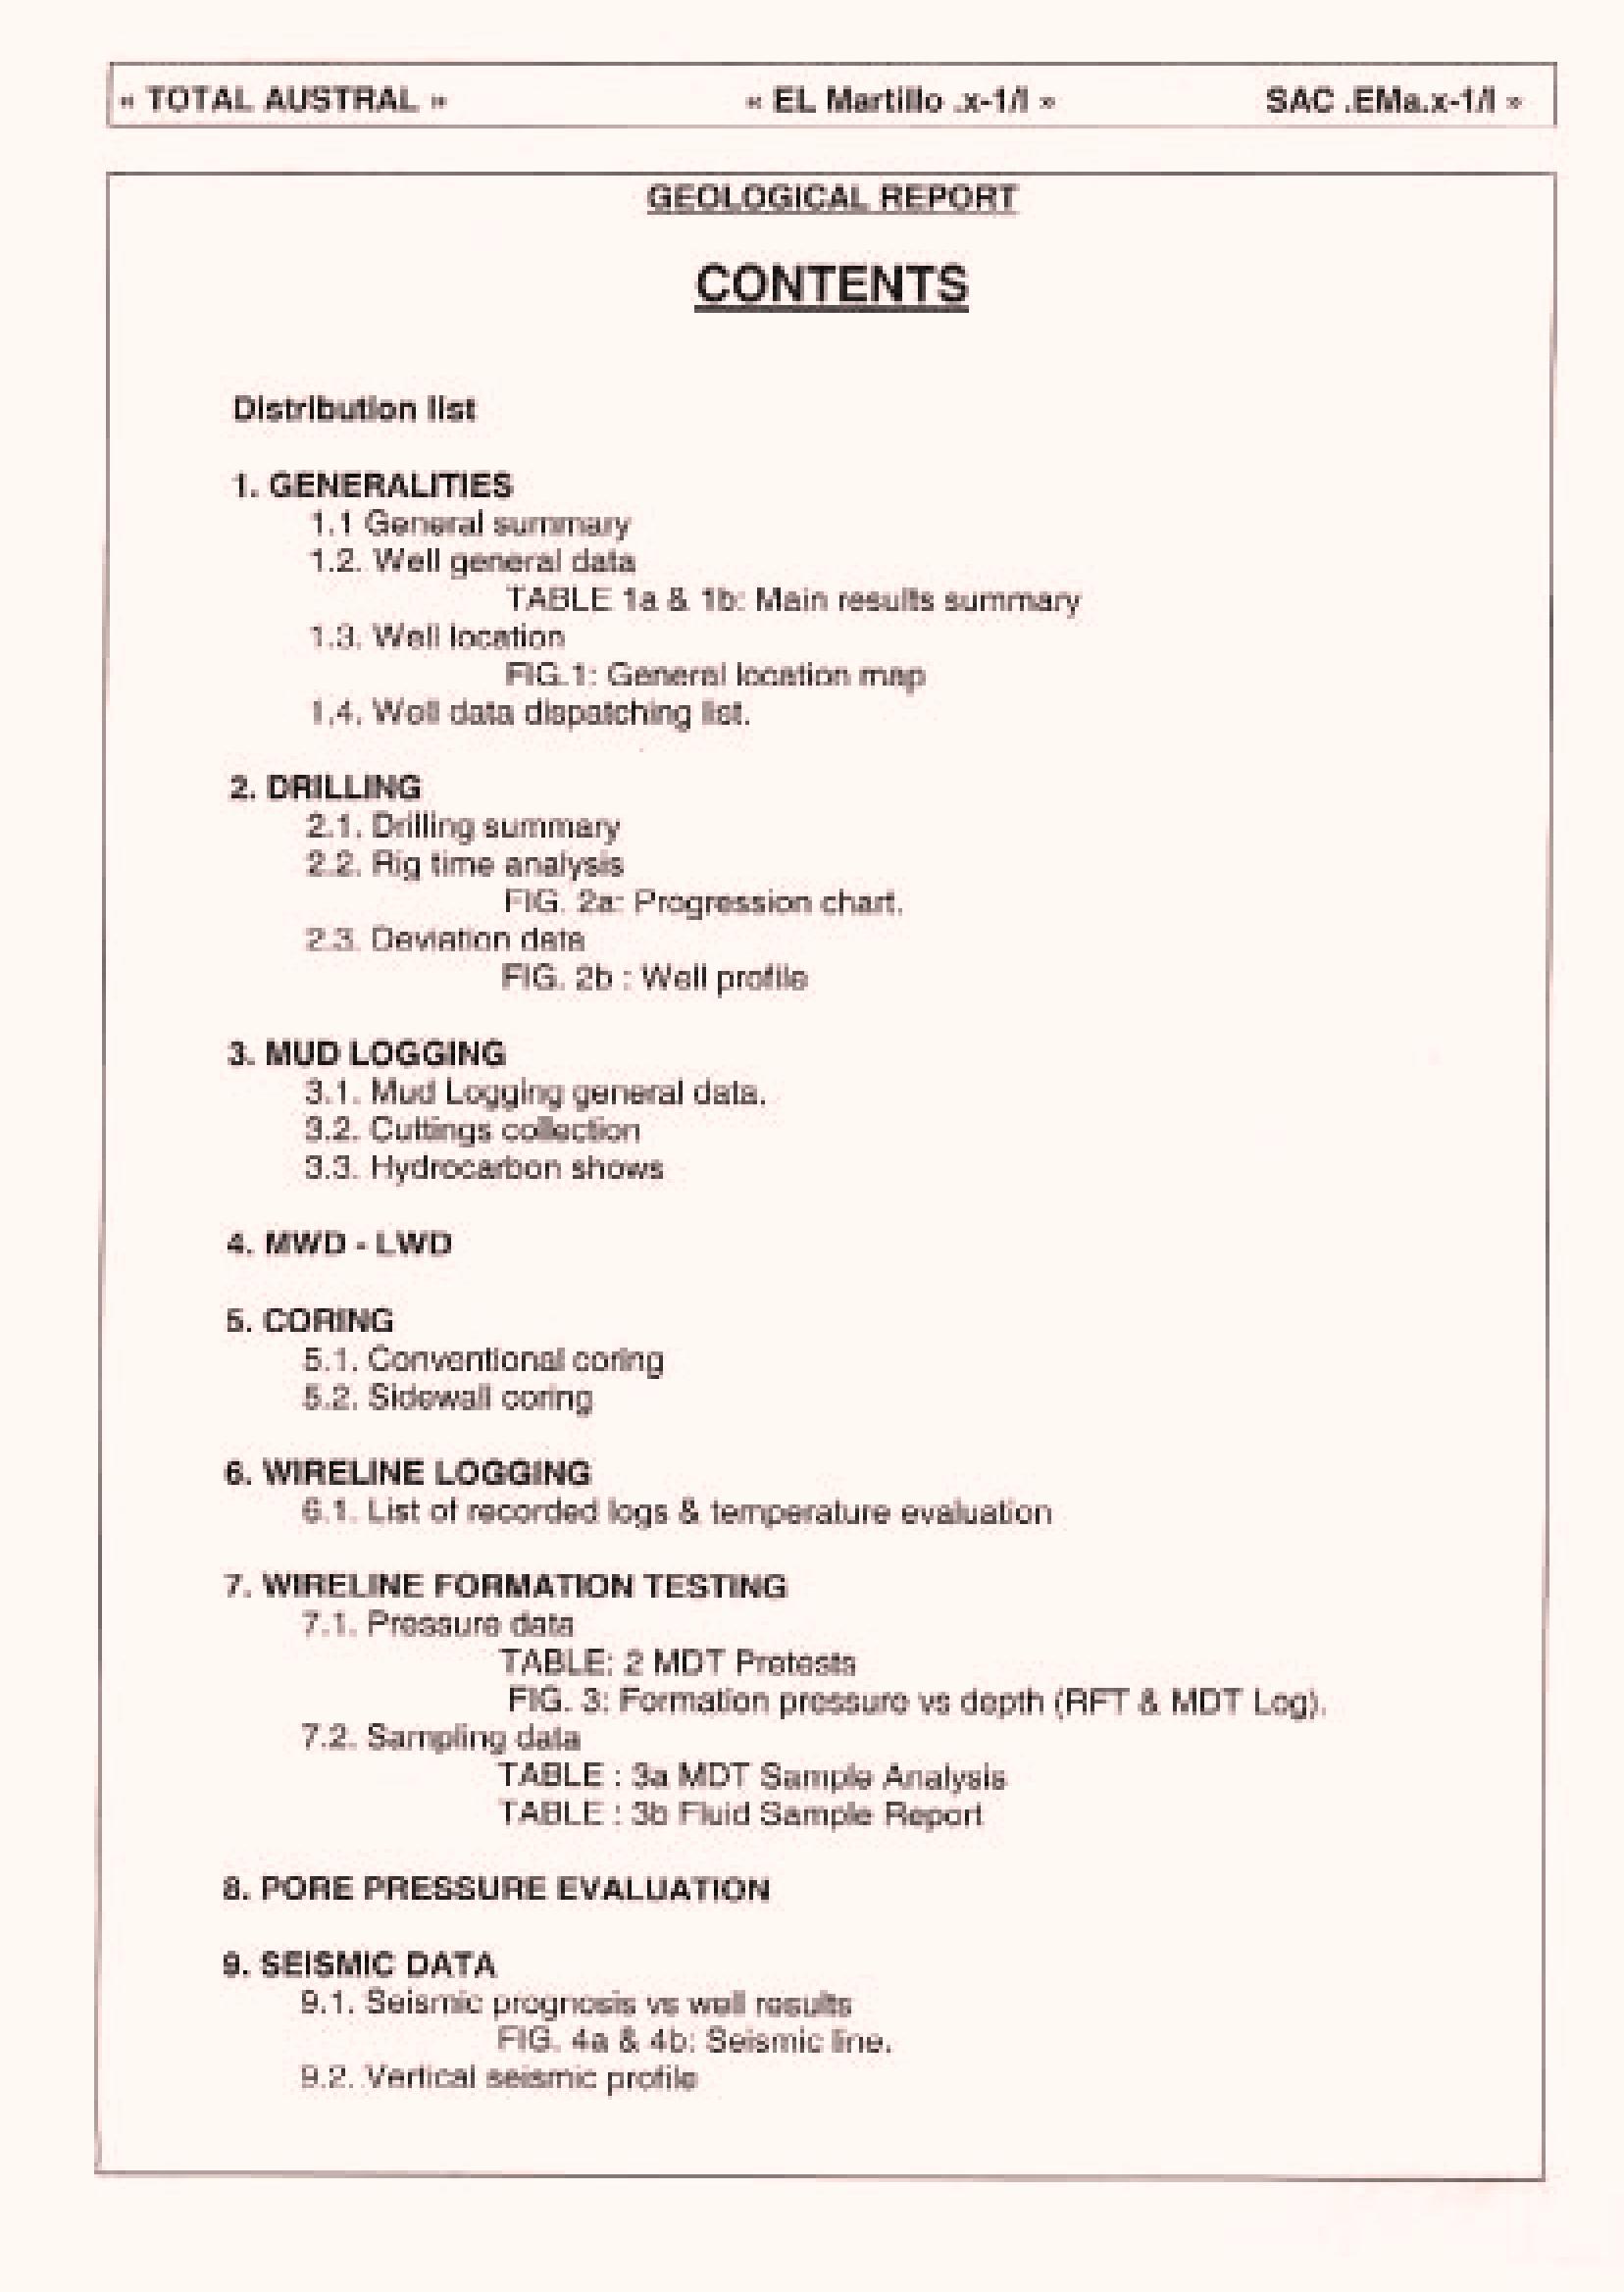 « TOTAL AUSTRAL » « EL Martillo .x-1/I » SAC .EMa.x-1/I »
GEOLOGICAL REPORT
CONTENTS
Distribution list
1. GENERALITIES
1.1 General summary
1.2. Well general data
TABLE 1a & 1b: Main results summary
1.3. Well location
FIG.1: General location map
1.4. Well data dispatching list.
2. DRILLING
2.1. Drilling summary
2.2. Rig time analysis
FIG. 2a: Progression chart.
2.3. Deviation data
FIG. 2b : Well profile
3. MUD LOGGING
3.1. Mud Logging general data.
3.2. Cuttings collection
3.3. Hydrocarbon shows
4. MWD - LWD
5. CORING
5.1. Conventional coring
5.2. Sidewall coring
6. WIRELINE LOGGING
6.1. List of recorded logs & temperature evaluation
7. WIRELINE FORMATION TESTING
7.1. Pressure data
TABLE: 2 MDT Pretests
FIG. 3: Formation pressure vs depth (RFT & MDT Log).
7.2. Sampling data
TABLE : 3a MDT Sample Analysis
TABLE : 3b Fluid Sample Report
8. PORE PRESSURE EVALUATION
9. SEISMIC DATA
9.1. Seismic prognosis vs well results
FIG. 4a & 4b: Seismic line.
9.2. Vertical seismic profile